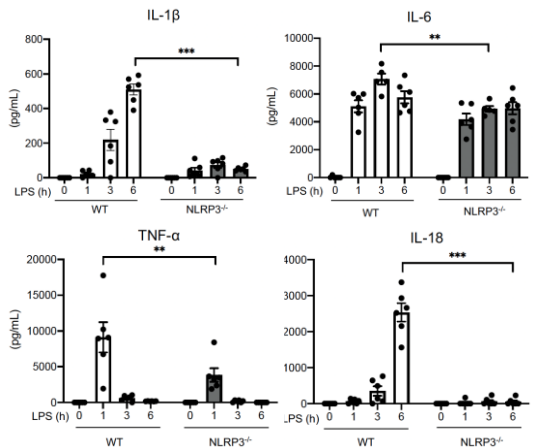 IL-1β
***
800
600
400
200
0
(pg/mL)
LPS (h) 0 1 3 6 0 1 3 6
WT NLRP3-/-
IL-6
**
10000
8000
6000
4000
2000
0
(pg/mL)
LPS (h) 0 1 3 6 0 1 3 6
WT NLRP3-/-
TNF-α
**
20000
15000
10000
5000
0
(pg/mL)
LPS (h) 0 1 3 6 0 1 3 6
WT NLRP3-/-
IL-18
***
4000
3000
2000
1000
0
(pg/mL)
.PS (h) 0 1 3 6 0 1 3 6
WT NLRP3-/-